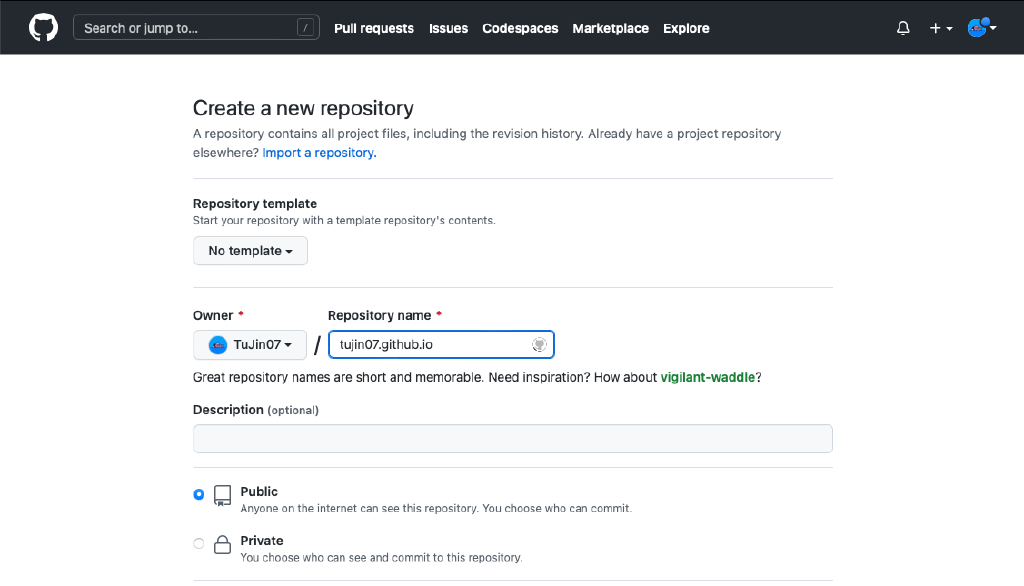 Search or jump to... / Pull requests Issues Codespaces Marketplace Explore
Create a new repository
A repository contains all project files, including the revision history. Already have a project repository
elsewhere? Import a repository.
Repository template
Start your repository with a template repository's contents.
No template
Owner * Repository name *
TuJin07 / tujin07.github.io
Great repository names are short and memorable. Need inspiration? How about vigilant-waddle?
Description (optional)
Public
Anyone on the internet can see this repository. You choose who can commit.
Private
You choose who can see and commit to this repository.